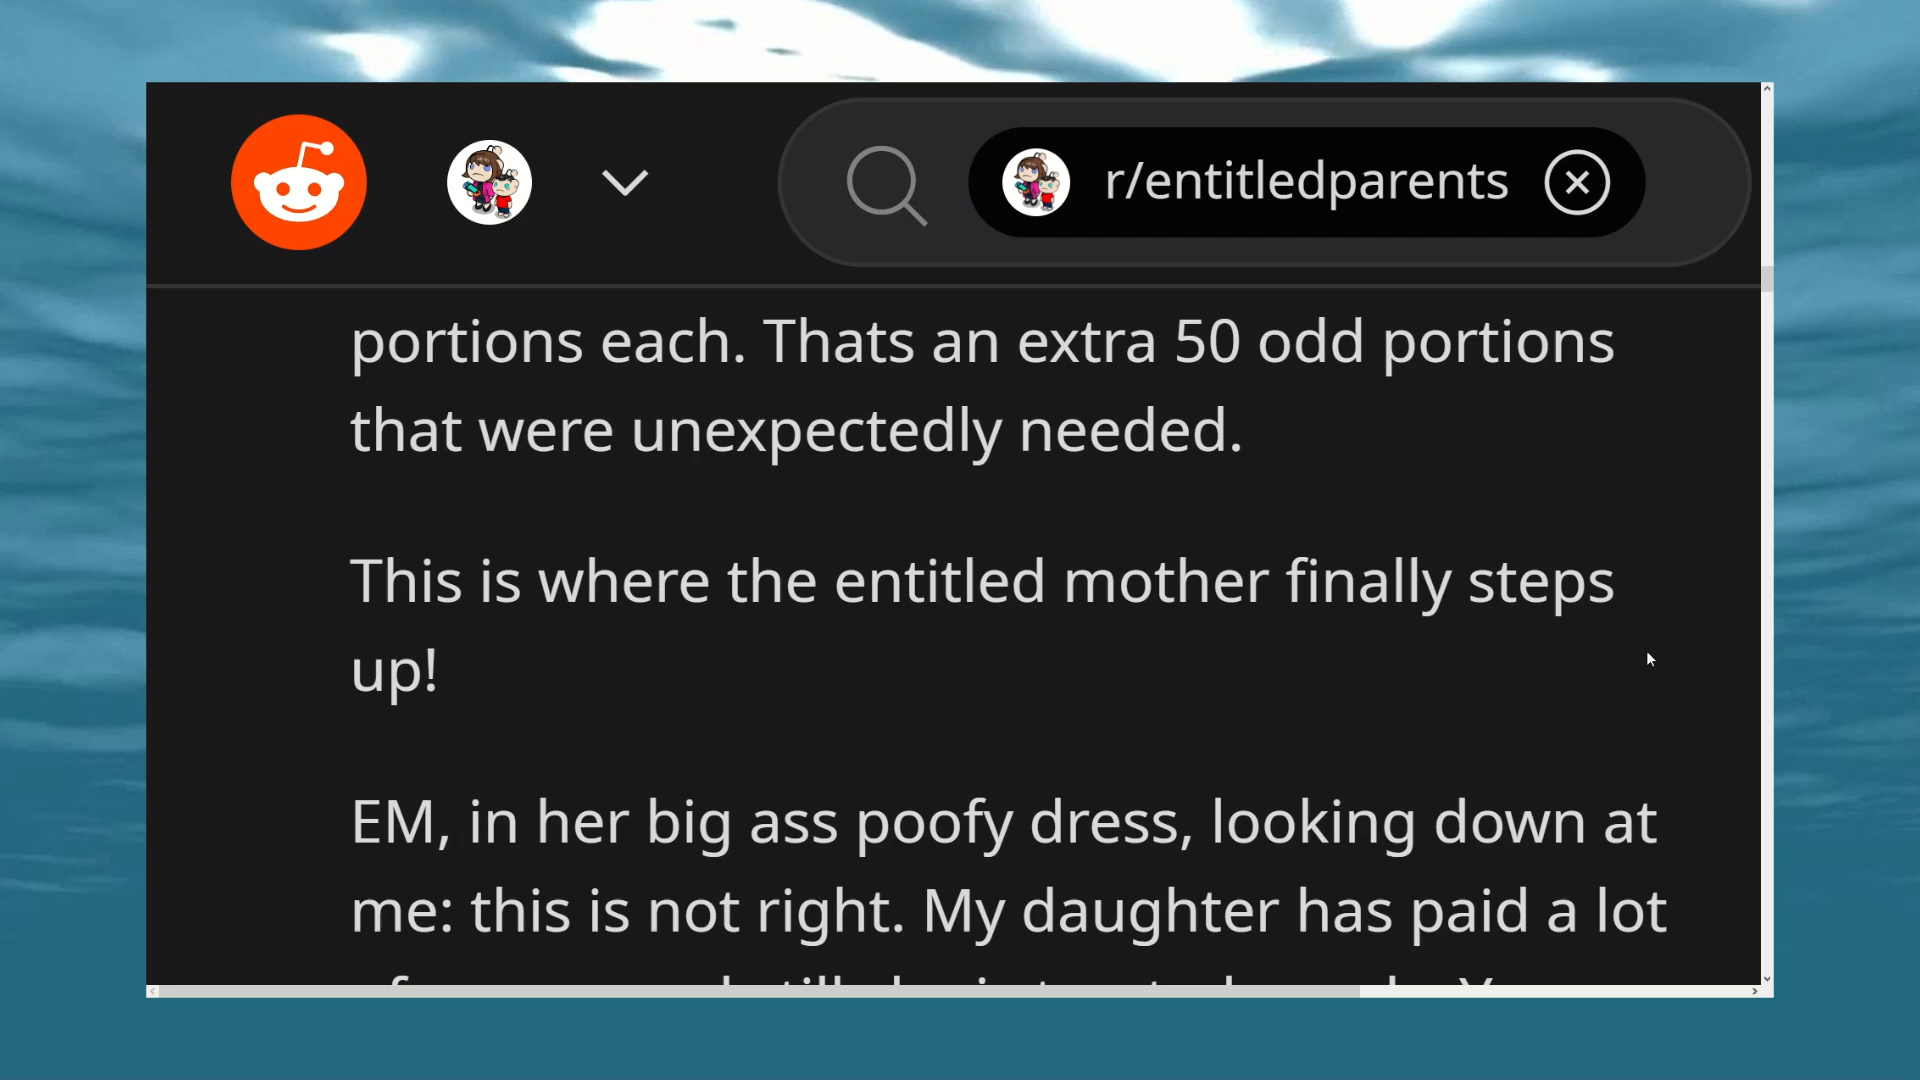 r/entitledparents
portions each. Thats an extra 50 odd portions
that were unexpectedly needed.
This is where the entitled mother finally steps
up!
EM, in her big ass poofy dress, looking down at
me: this is not right. My daughter has paid a lot